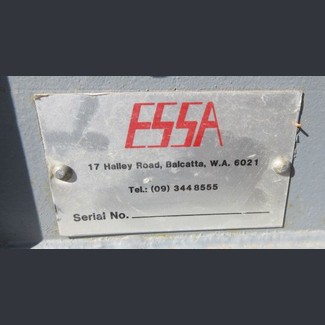 ESSA
17 Halley Road, Balcatta, W.A. 6021
Tel.: (09) 344 8555
Serial No.